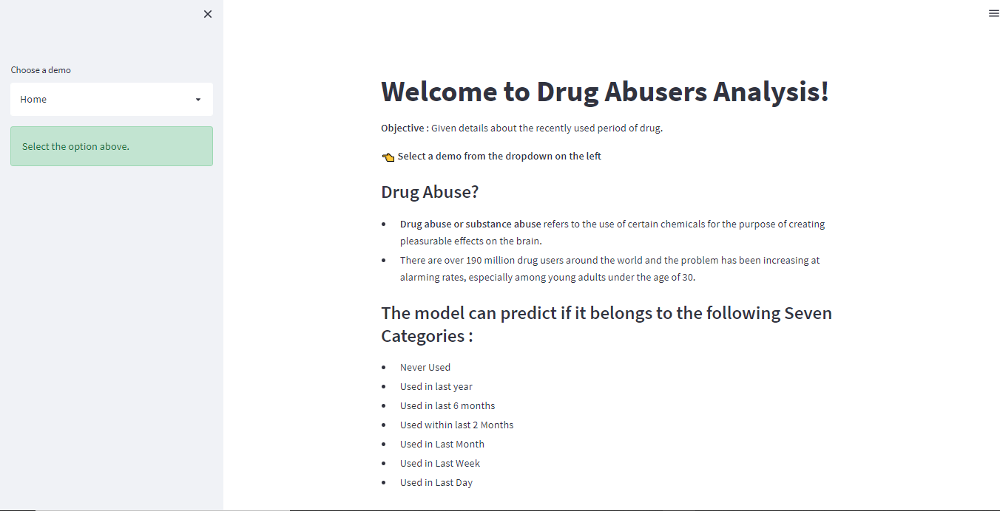 Choose a demo
Home
Select the option above.
Welcome to Drug Abusers Analysis!
Objective : Given details about the recently used period of drug.
Select a demo from the dropdown on the left
Drug Abuse?
Drug abuse or substance abuse refers to the use of certain chemicals for the purpose of creating
pleasurable effects on the brain.
There are over 190 million drug users around the world and the problem has been increasing at
alarming rates, especially among young adults under the age of 30.
The model can predict if it belongs to the following Seven
Categories :
Never Used
Used in last year
Used in last 6 months
Used within last 2 Months
Used in Last Month
Used in Last Week
Used in Last Day